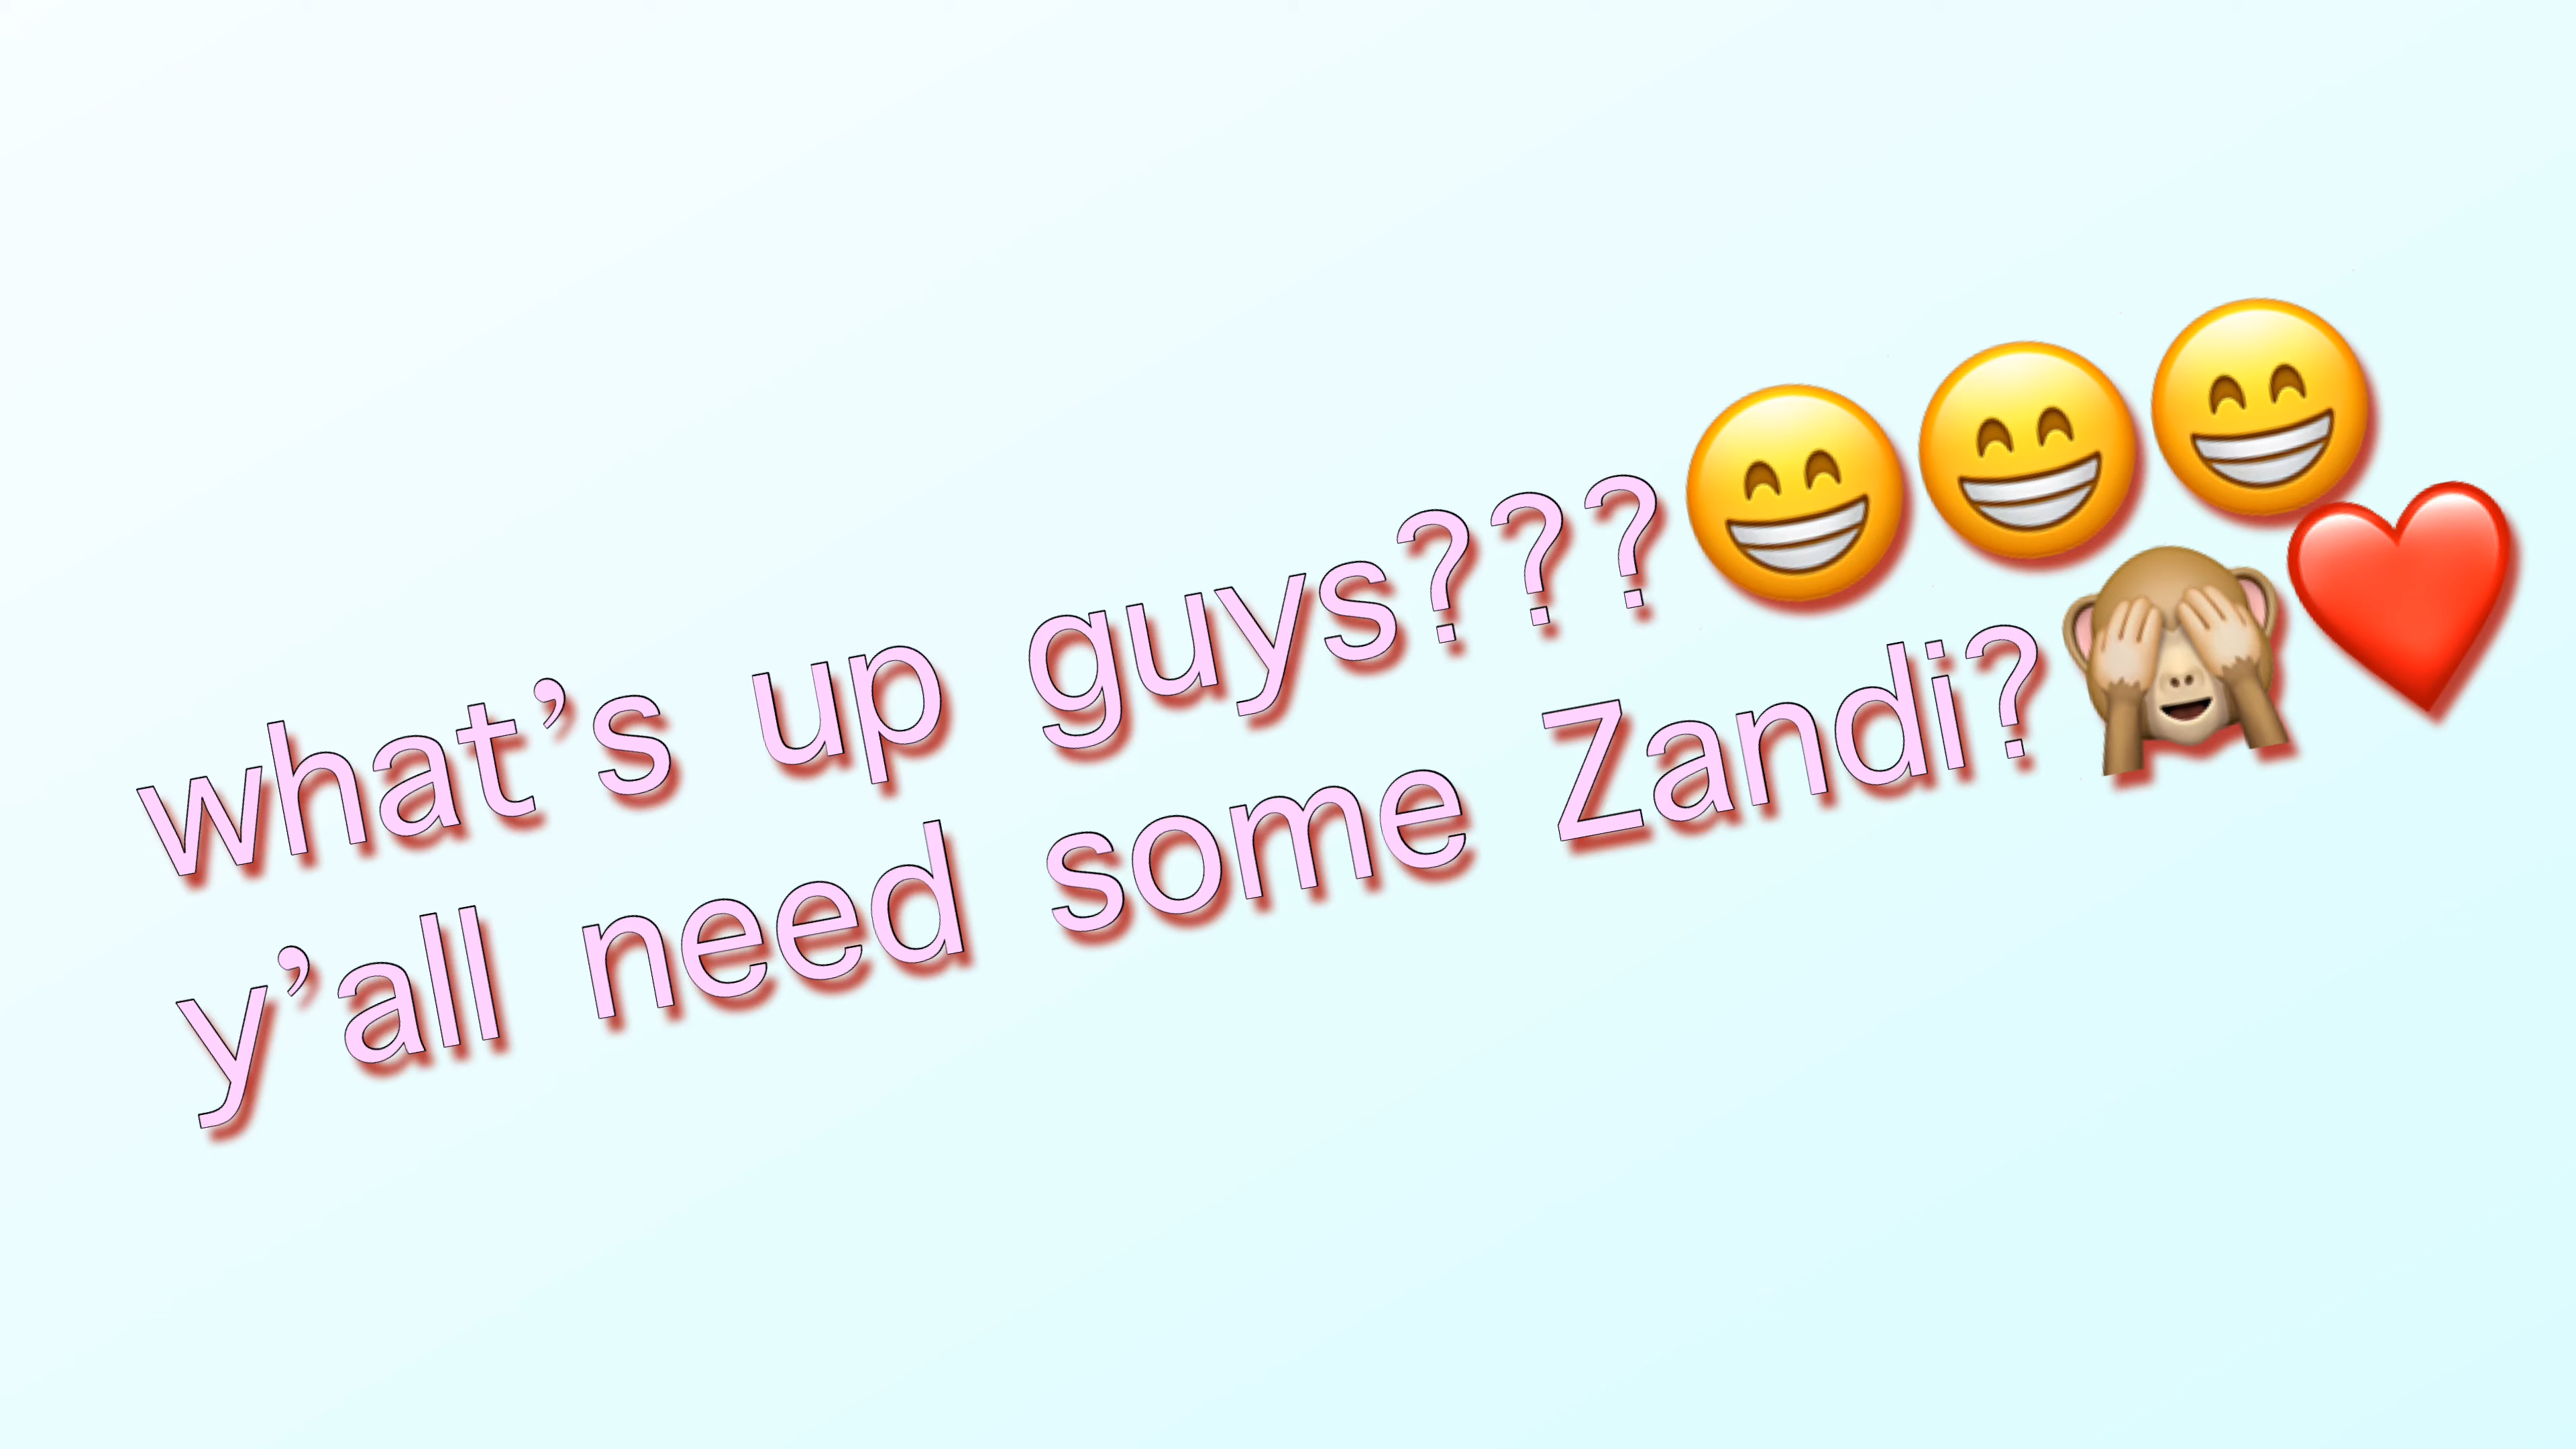 what’s up guys???😁😁😁
y’all need some Zandi?🙈❤️